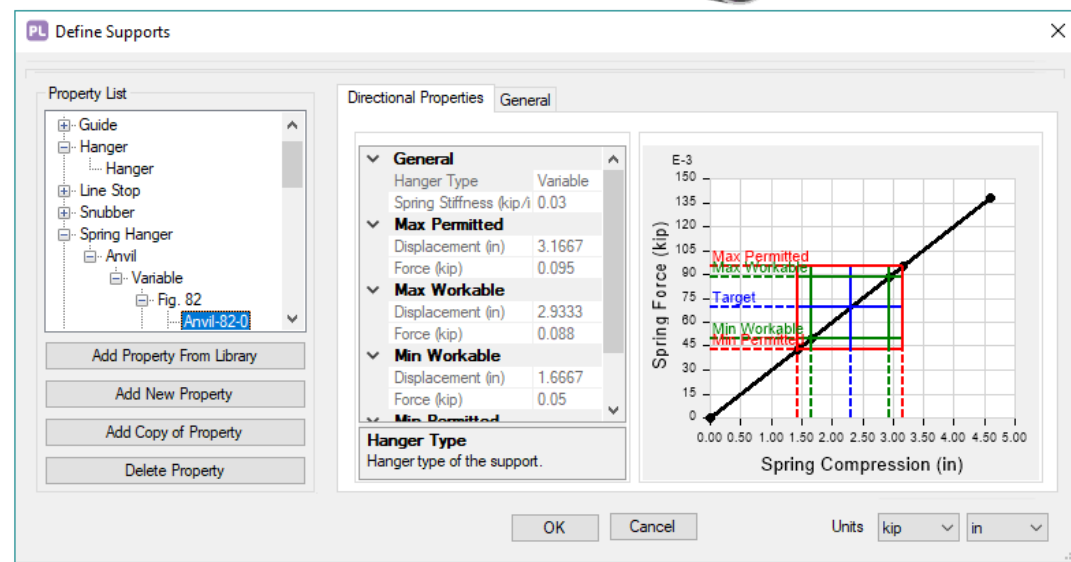 PL Define Supports
Property List
Guide
Hanger
Hanger
Line Stop
Snubber
Spring Hanger
Anvil
Variable
Fig. 82
Anvil-82-0
Add Property From Library
Add New Property
Add Copy of Property
Delete Property
Directional Properties General
General
Hanger Type Variable
Spring Stiffness (kip/i 0.03
Max Permitted
Displacement (in) 3.1667
Force (kip) 0.095
Max Workable
Displacement (in) 2.9333
Force (kip) 0.088
Min Workable
Displacement (in) 1.6667
Force (kip) 0.05
Min Permitted
Hanger Type
Hanger type of the support.
E-3
150
135
120
105
90
75
60
45
30
15
0
Spring Force (kip)
Max Permitted
Max Workable
Target
Min Workable
Min Permitted
0.00 0.50 1.00 1.50 2.00 2.50 3.00 3.50 4.00 4.50 5.00
Spring Compression (in)
OK Cancel Units kip in